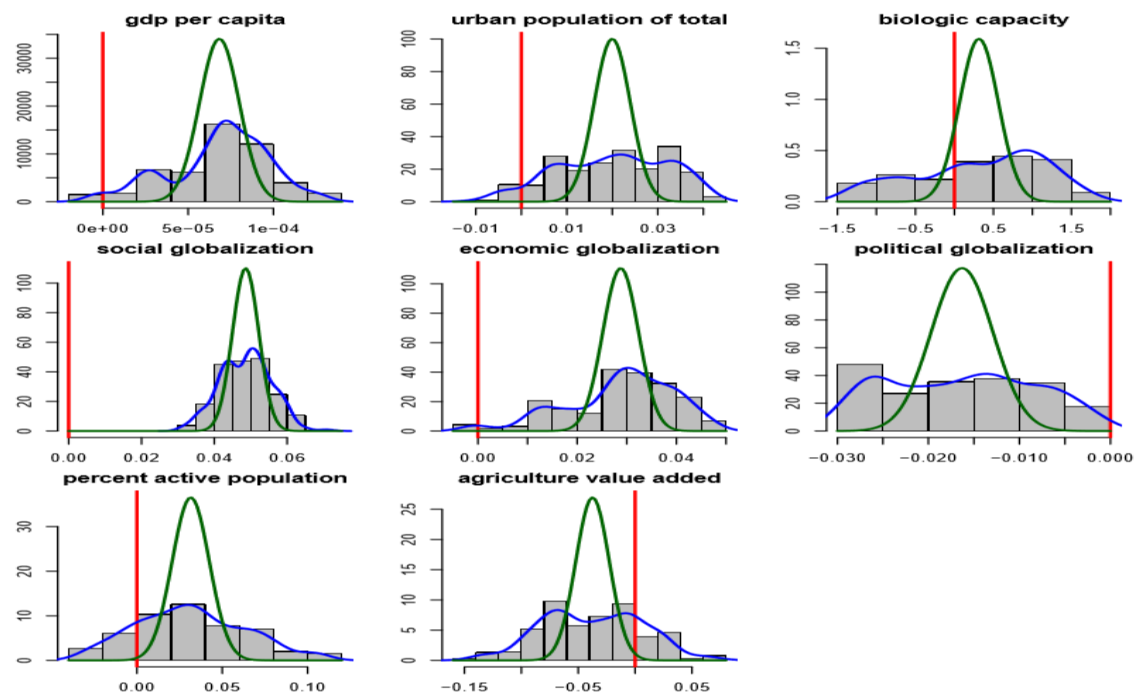 gdp per capita
urban population of total
biologic capacity
0 10000 20000 30000
0e+00 5e−05 1e−04
0 20 40 60 80 100
−0.01 0.01 0.03
0.0 0.5 1.0 1.5
−1.5 −0.5 0.5 1.5
social globalization
economic globalization
political globalization
0 20 40 60 80 100
0.00 0.02 0.04 0.06
0 20 40 60 80 100
0.00 0.02 0.04
0 20 40 60 80 100
−0.030 −0.020 −0.010 0.000
percent active population
agriculture value added
0 10 20 30
0.00 0.05 0.10
0 5 10 15 20 25
−0.15 −0.05 0.05